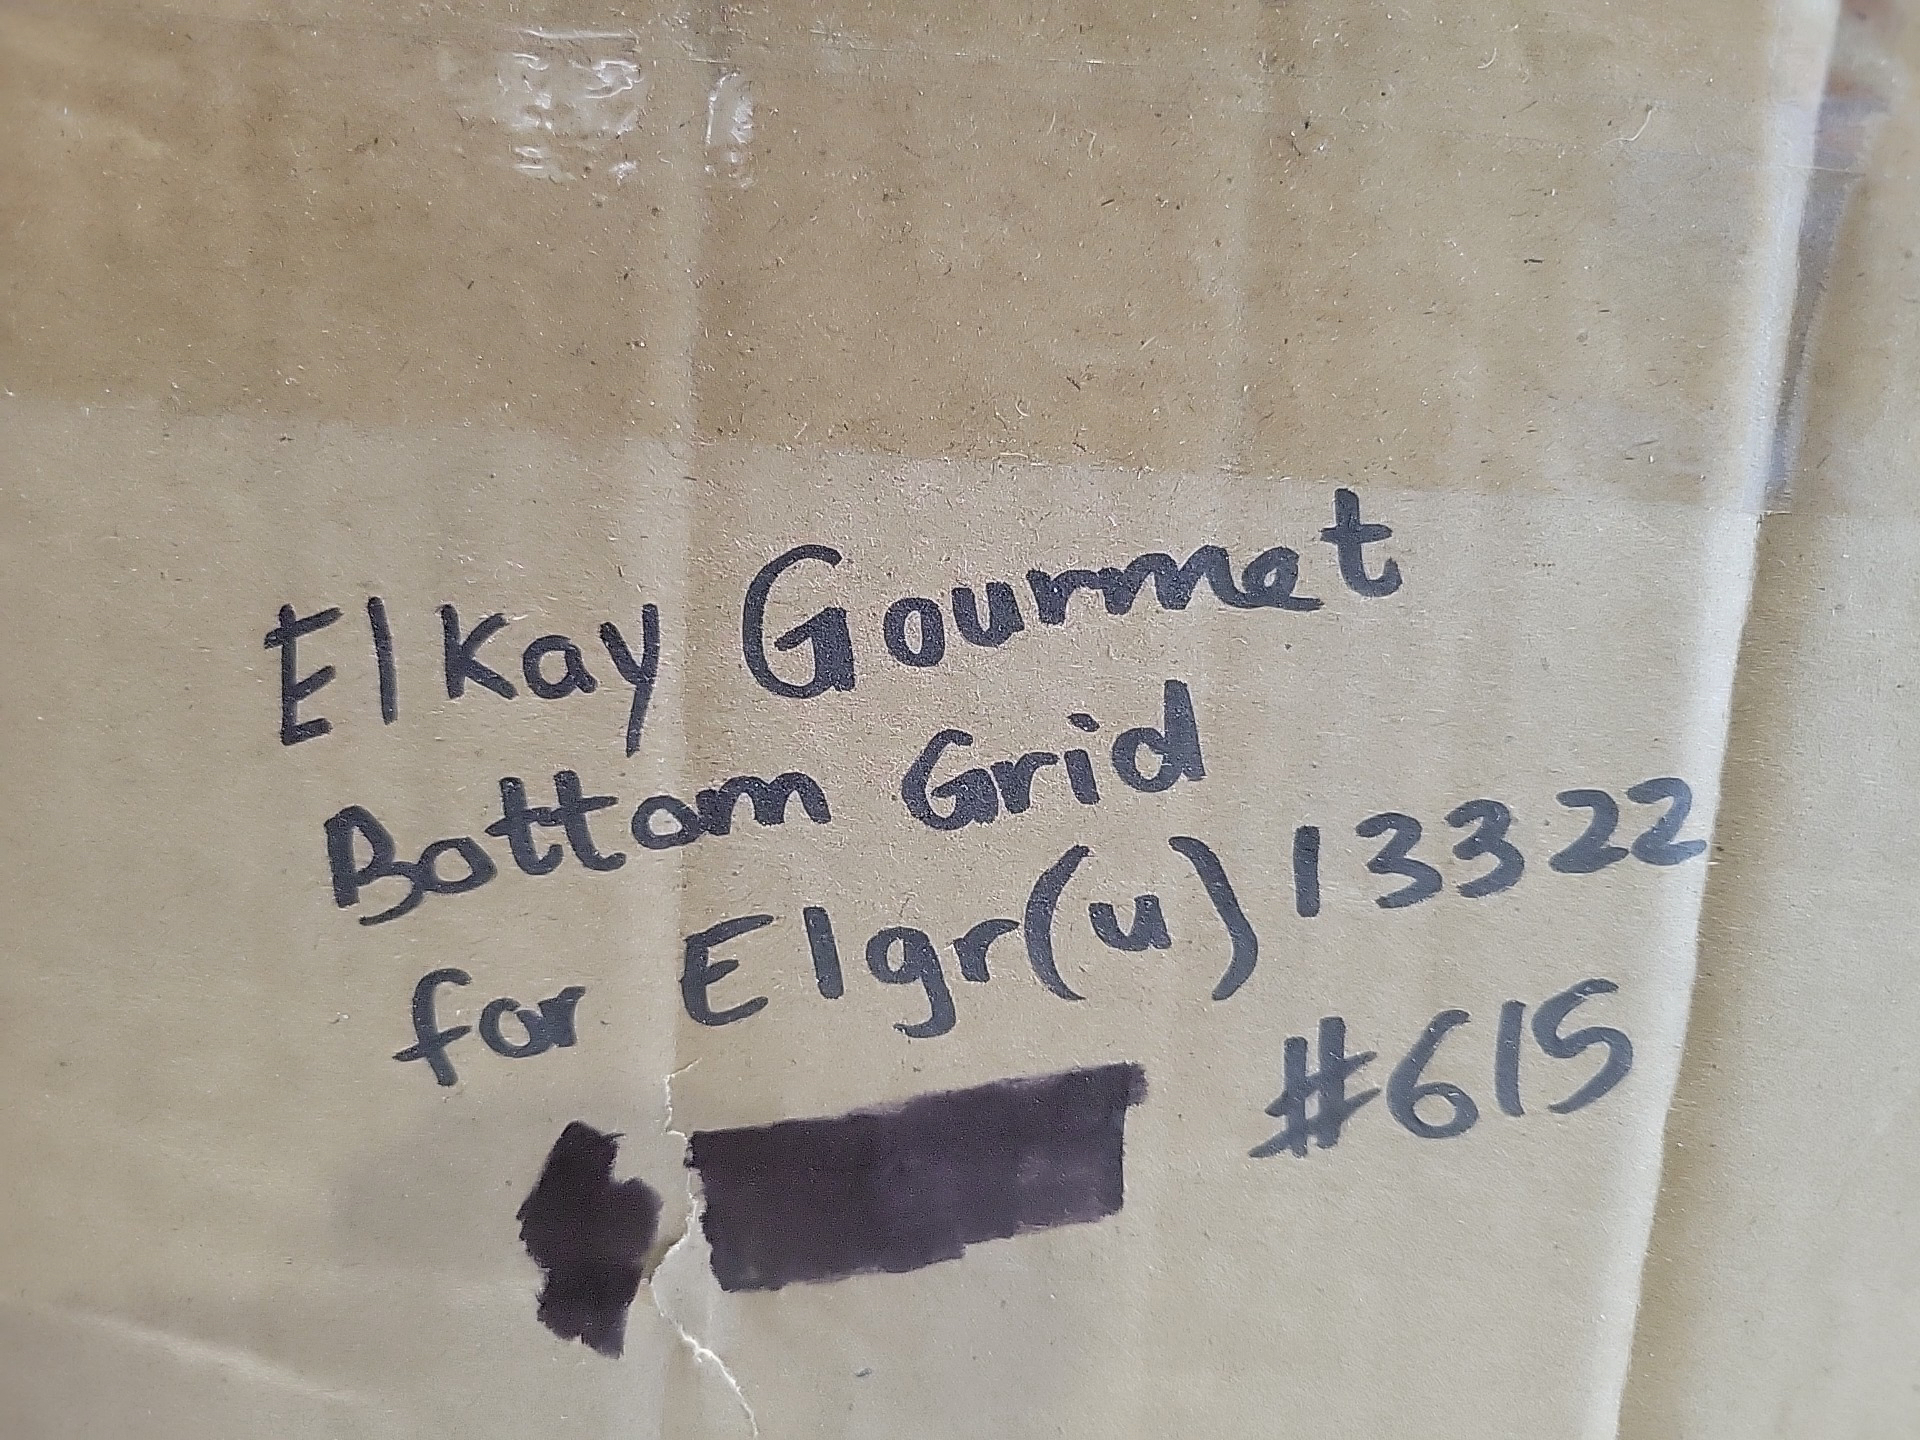 Elkay Gourmet
Bottom Grid
for Elgr(u) 13322
#615